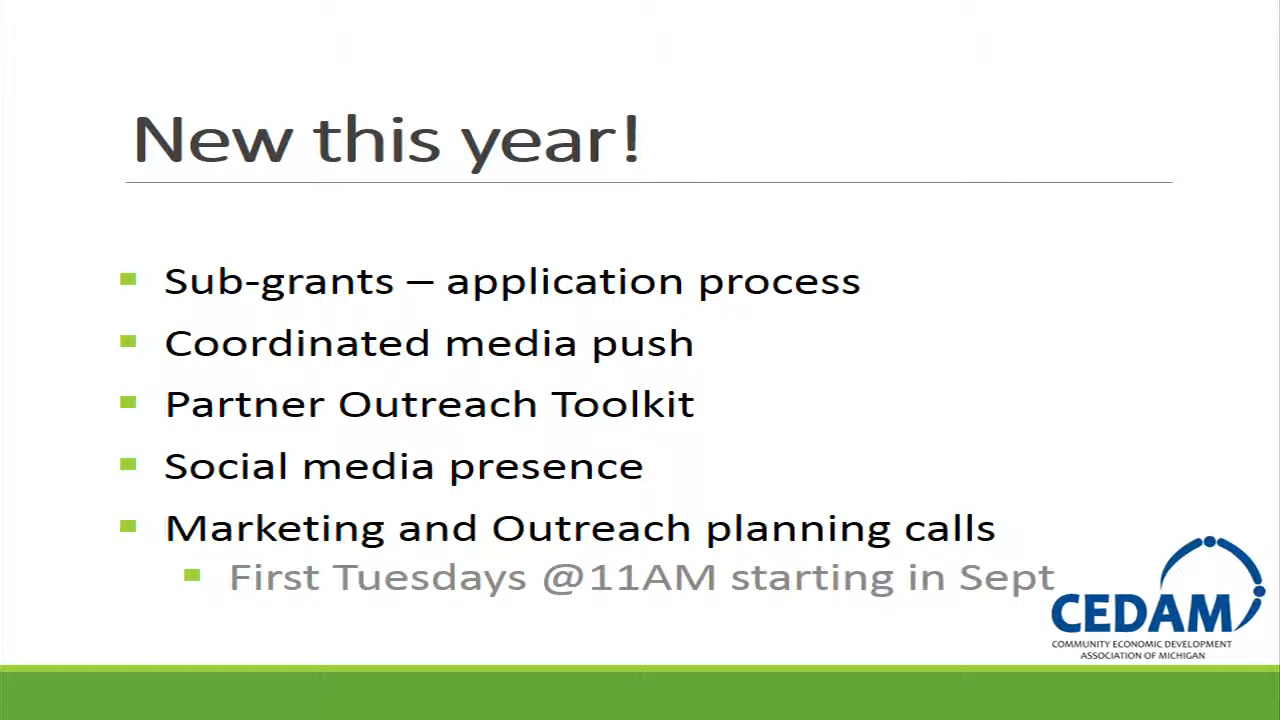 New this year!
Sub-grants – application process
Coordinated media push
Partner Outreach Toolkit
Social media presence
Marketing and Outreach planning calls
First Tuesdays @11AM starting in Sept
CEDAM
COMMUNITY ECONOMIC DEVELOPMENT
ASSOCIATION OF MICHIGAN